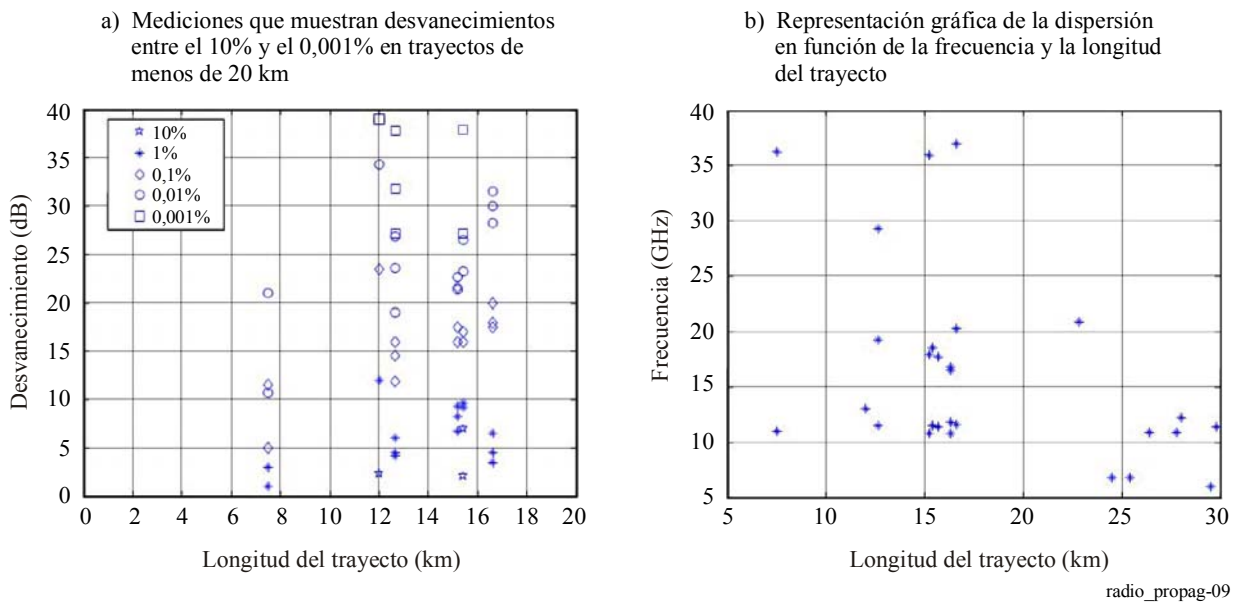 a) Mediciones que muestran desvanecimientos
entre el 10% y el 0,001% en trayectos de
menos de 20 km
40
35
30
25
20
15
10
5
0
Desvanecimiento (dB)
10%
1%
0,1%
0,01%
0,001%
0 2 4 6 8 10 12 14 16 18 20
Longitud del trayecto (km)
b) Representación gráfica de la dispersión
en función de la frecuencia y la longitud
del trayecto
40
35
30
25
20
15
10
5
Frecuencia (GHz)
5 10 15 20 25 30
Longitud del trayecto (km)
radio_propag-09